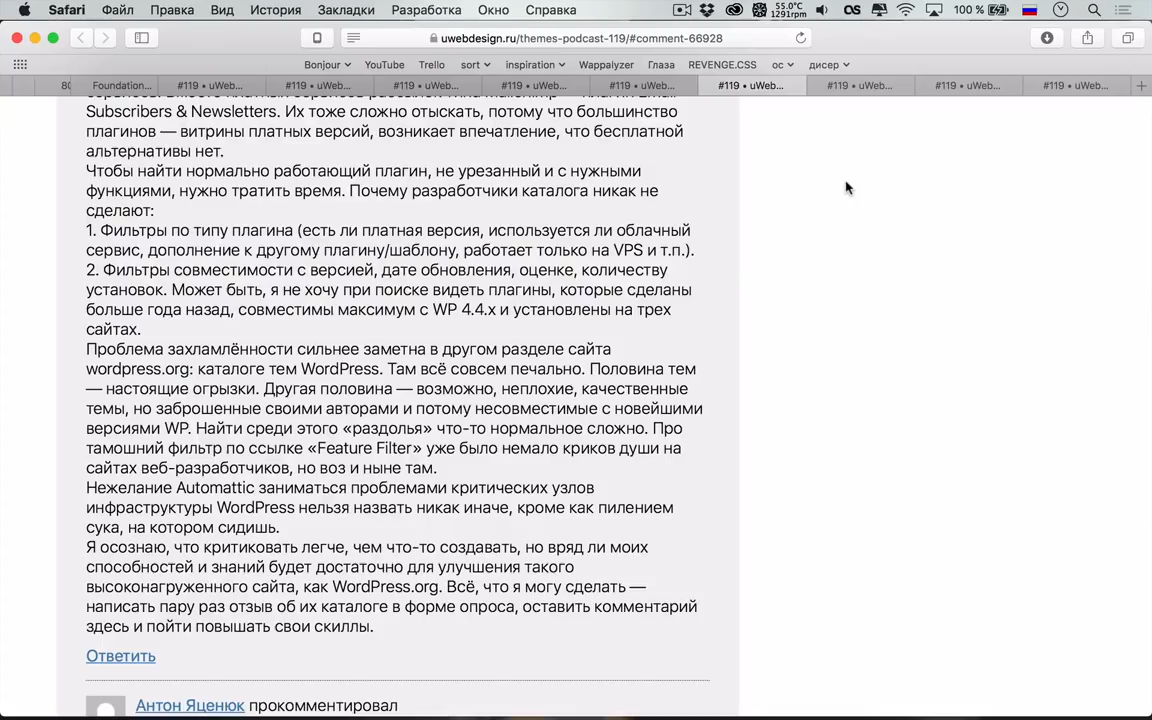 Safari Файл Правка Вид История Закладки Разработка Окно Справка 55.0°C 1291rpm 100 %
uwebdesign.ru/themes-podcast-119/#comment-66928
Bonjour YouTube Trello sort inspiration Wappalyzer Глаза REVENGE.CSS ос дисер
Foundation... #119 • uWeb... #119 • uWeb... #119 • uWeb... #119 • uWeb... #119 • uWeb... #119 • uWeb... #119 • uWeb... #119 • uWeb... #119 • uWeb...
Subscribers & Newsletters. Их тоже сложно отыскать, потому что большинство
плагинов — витрины платных версий, возникает впечатление, что бесплатной
альтернативы нет.
Чтобы найти нормально работающий плагин, не урезанный и с нужными
функциями, нужно тратить время. Почему разработчики каталога никак не
сделают:
1. Фильтры по типу плагина (есть ли платная версия, используется ли облачный
сервис, дополнение к другому плагину/шаблону, работает только на VPS и т.п.).
2. Фильтры совместимости с версией, дате обновления, оценке, количеству
установок. Может быть, я не хочу при поиске видеть плагины, которые сделаны
больше года назад, совместимы максимум с WP 4.4.x и установлены на трех
сайтах.
Проблема захламлённости сильнее заметна в другом разделе сайта
wordpress.org: каталоге тем WordPress. Там всё совсем печально. Половина тем
— настоящие огрызки. Другая половина — возможно, неплохие, качественные
темы, но заброшенные своими авторами и потому несовместимые с новейшими
версиями WP. Найти среди этого «раздолья» что-то нормальное сложно. Про
тамошний фильтр по ссылке «Feature Filter» уже было немало криков души на
сайтах веб-разработчиков, но воз и ныне там.
Нежелание Automattic заниматься проблемами критических узлов
инфраструктуры WordPress нельзя назвать никак иначе, кроме как пилением
сука, на котором сидишь.
Я осознаю, что критиковать легче, чем что-то создавать, но вряд ли моих
способностей и знаний будет достаточно для улучшения такого
высоконагруженного сайта, как WordPress.org. Всё, что я могу сделать —
написать пару раз отзыв об их каталоге в форме опроса, оставить комментарий
здесь и пойти повышать свои скиллы.
Ответить
Антон Яценюк прокомментировал